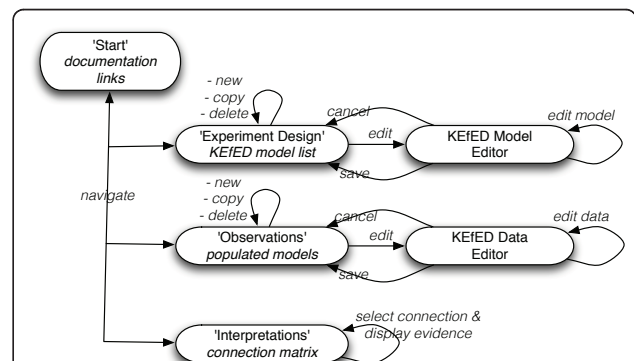 'Start'
documentation
links
- new
- copy
- delete
cancel
edit model
'Experiment Design'
KEfED model list
edit
KEfED Model
Editor
save
navigate
- new
- copy
- delete
cancel
edit data
'Observations'
populated models
edit
KEfED Data
Editor
save
select connection &
display evidence
'Interpretations'
connection matrix